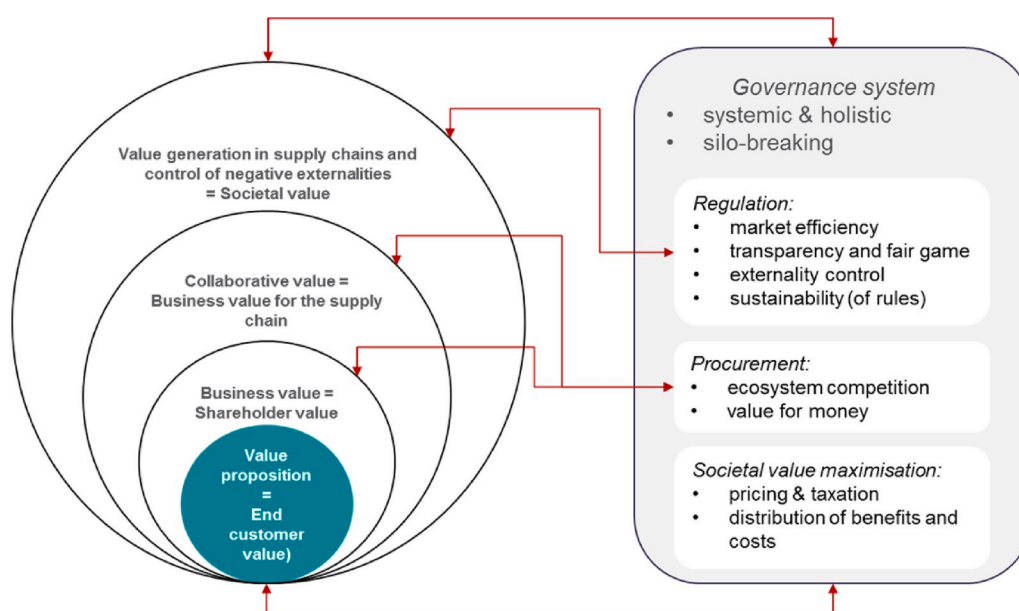 Value generation in supply chains and
control of negative externalities
= Societal value
Collaborative value =
Business value for the supply
chain
Business value =
Shareholder value
Value
proposition
=
End
customer
value)
Governance system
• systemic & holistic
• silo-breaking
Regulation:
• market efficiency
• transparency and fair game
• externality control
• sustainability (of rules)
Procurement:
• ecosystem competition
• value for money
Societal value maximisation:
• pricing & taxation
• distribution of benefits and
costs